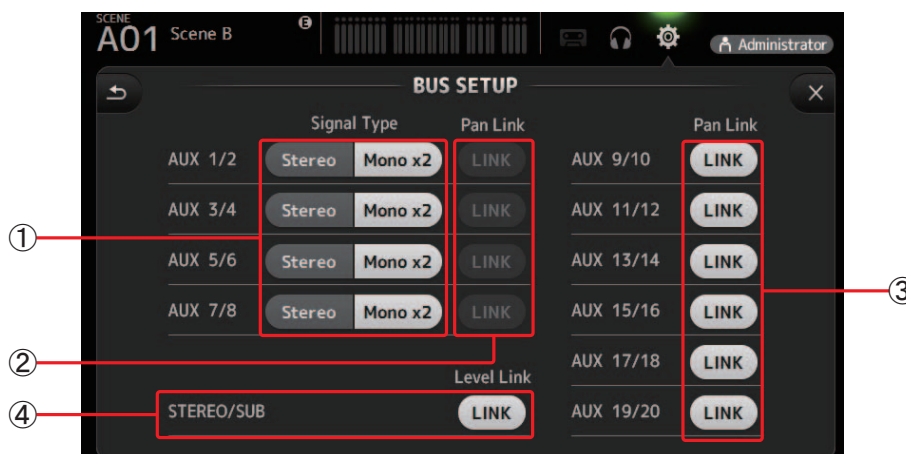 SCENE
A01 Scene B E Administrator
BUS SETUP
Signal Type Pan Link Pan Link
AUX 1/2 Stereo Mono x2 LINK AUX 9/10 LINK
AUX 3/4 Stereo Mono x2 LINK AUX 11/12 LINK
①
AUX 5/6 Stereo Mono x2 LINK AUX 13/14 LINK
③
AUX 7/8 Stereo Mono x2 LINK AUX 15/16 LINK
②
AUX 17/18 LINK
Level Link
④ STEREO/SUB LINK AUX 19/20 LINK